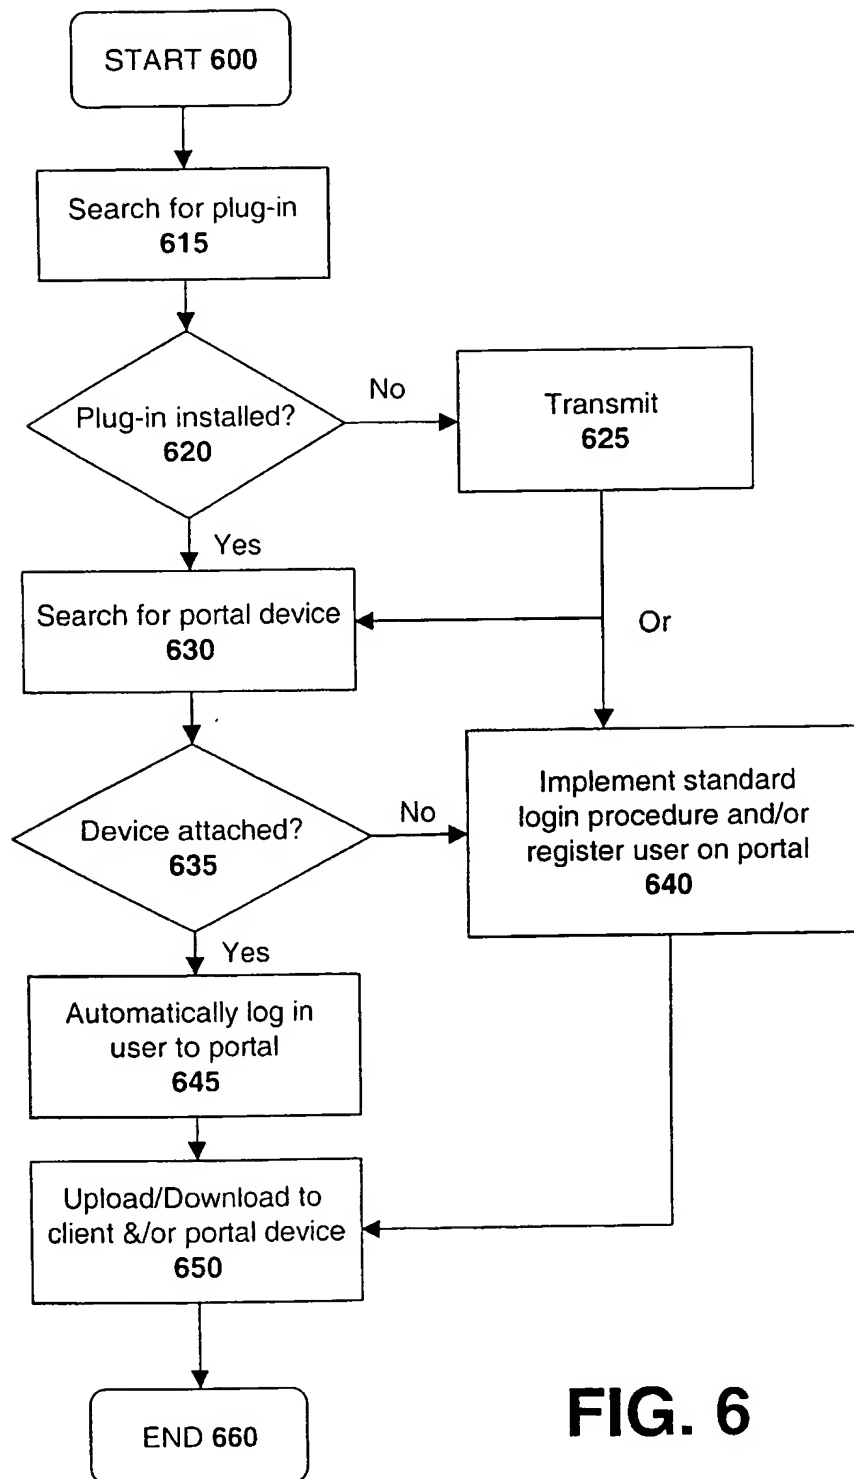 START 600
Search for plug-in
615
Plug-in installed?
620
No
Transmit
625
Yes
Search for portal device
630
Or
Device attached?
635
No
Implement standard
login procedure and/or
register user on portal
640
Yes
Automatically log in
user to portal
645
Upload/Download to
client &/or portal device
650
END 660
FIG. 6